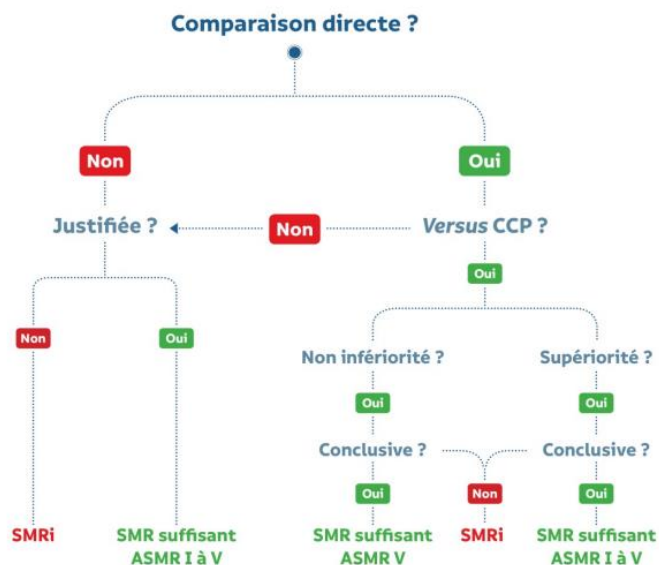 Comparaison directe ?
Non
Oui
Justifiée ?
Non
Versus CCP ?
Oui
Non
Oui
Non infériorité ?
Supériorité ?
Oui
Oui
Conclusive ?
Conclusive ?
Oui
Non
Oui
SMRi
SMR suffisant
ASMR I à V
SMR suffisant
ASMR V
SMRi
SMR suffisant
ASMR I à V